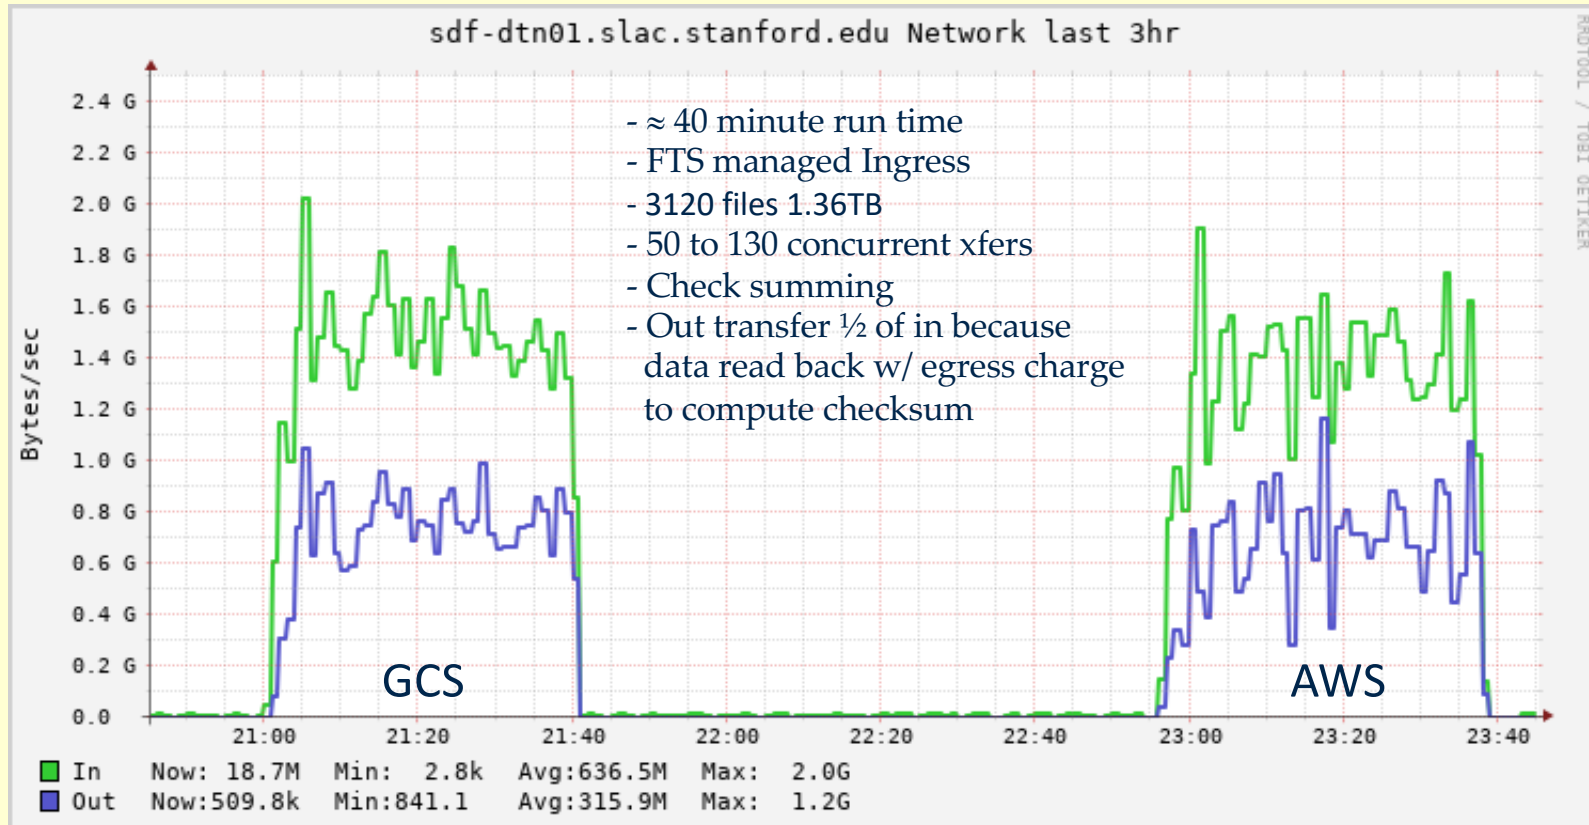 sdf-dtn01.slac.stanford.edu Network last 3hr
RRDTOOL / TOBI OETIKER
Bytes/sec
2.4 G
2.2 G
2.0 G
1.8 G
1.6 G
1.4 G
1.2 G
1.0 G
0.8 G
0.6 G
0.4 G
0.2 G
0.0
- ≈ 40 minute run time
- FTS managed Ingress
- 3120 files 1.36TB
- 50 to 130 concurrent xfers
- Check summing
- Out transfer ½ of in because
data read back w/ egress charge
to compute checksum
GCS
AWS
21:00 21:20 21:40 22:00 22:20 22:40 23:00 23:20 23:40
In Now: 18.7M Min: 2.8k Avg:636.5M Max: 2.0G
Out Now:509.8k Min:841.1 Avg:315.9M Max: 1.2G